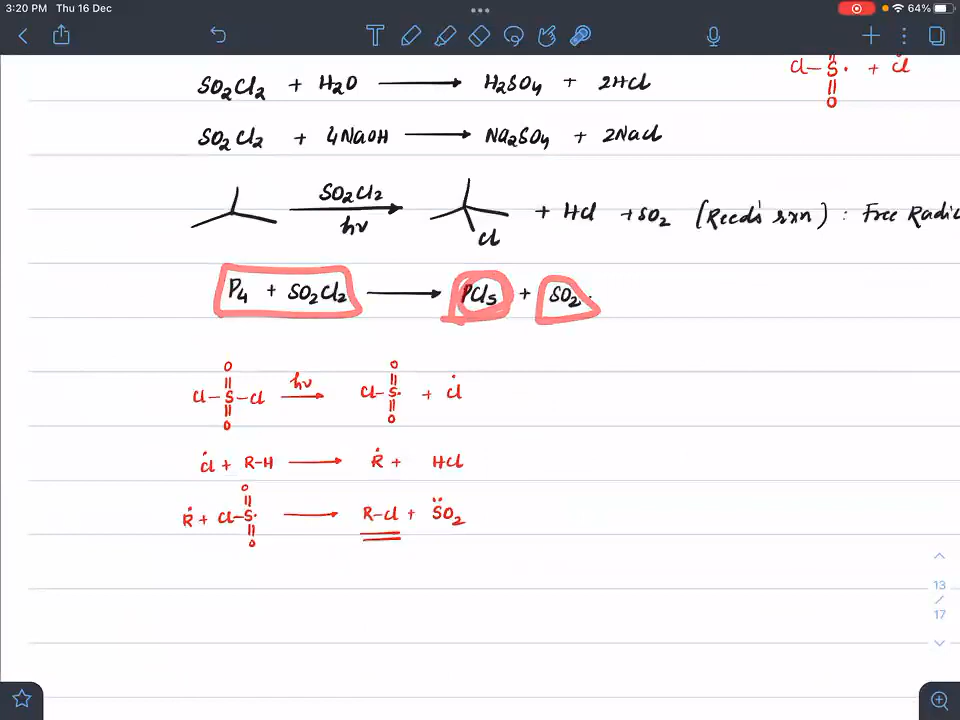 3:20 PM Thu 16 Dec
64%
Cl-S· + Cl
O
SO2Cl2 + H2O ⟶ H2SO4 + 2HCl
SO2Cl2 + 4NaOH ⟶ Na2SO4 + 2NaCl
SO2Cl2
hν
Cl
+ HCl + SO2 (Reed's rxn) : Free Radic
P4 + SO2Cl2 ⟶ PCl5 + SO2.
O O
Cl-S-Cl hν ⟶ Cl-S· + Cl
O O
Cl + R-H ⟶ R + HCl
O
R + Cl-S· ⟶ R-Cl + SO2
O
13
/
17